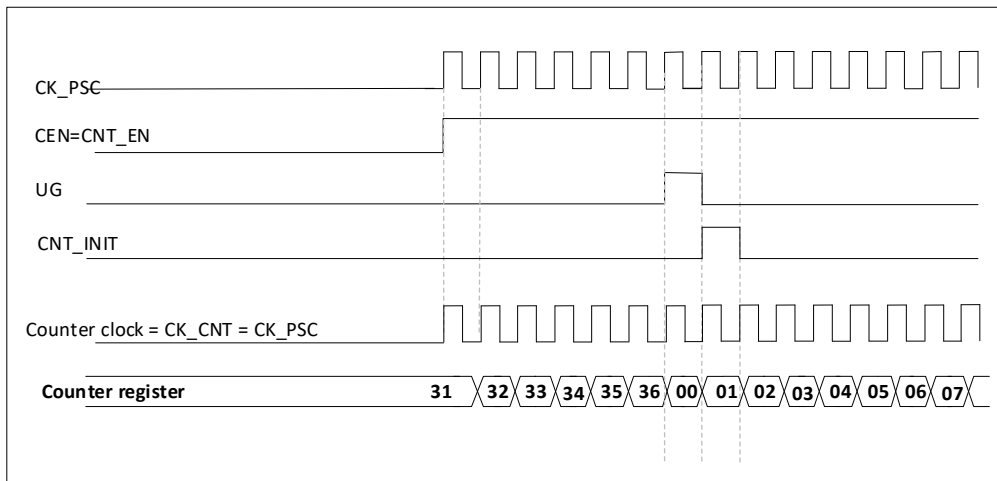 CK_PSC
CEN=CNT_EN
UG
CNT_INIT
Counter clock = CK_CNT = CK_PSC
Counter register 31 32 33 34 35 36 00 01 02 03 04 05 06 07